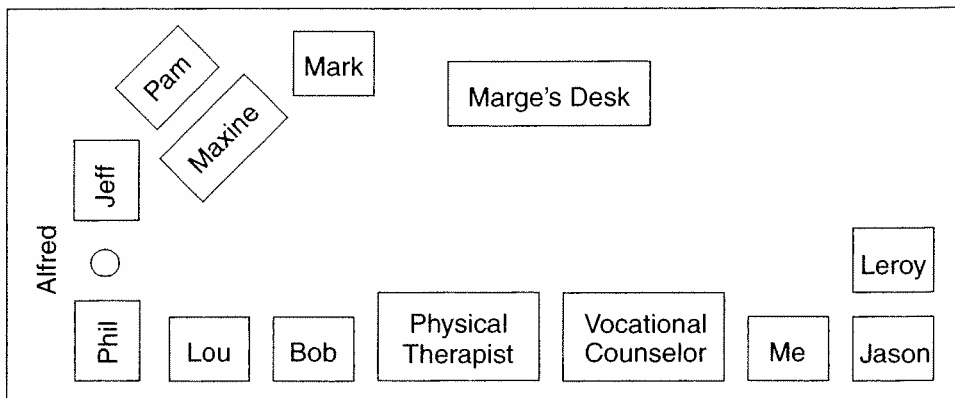 Pam
Mark
Marge's Desk
Maxine
Jeff
Alfred
Leroy
Phil
Lou
Bob
Physical
Therapist
Vocational
Counselor
Me
Jason